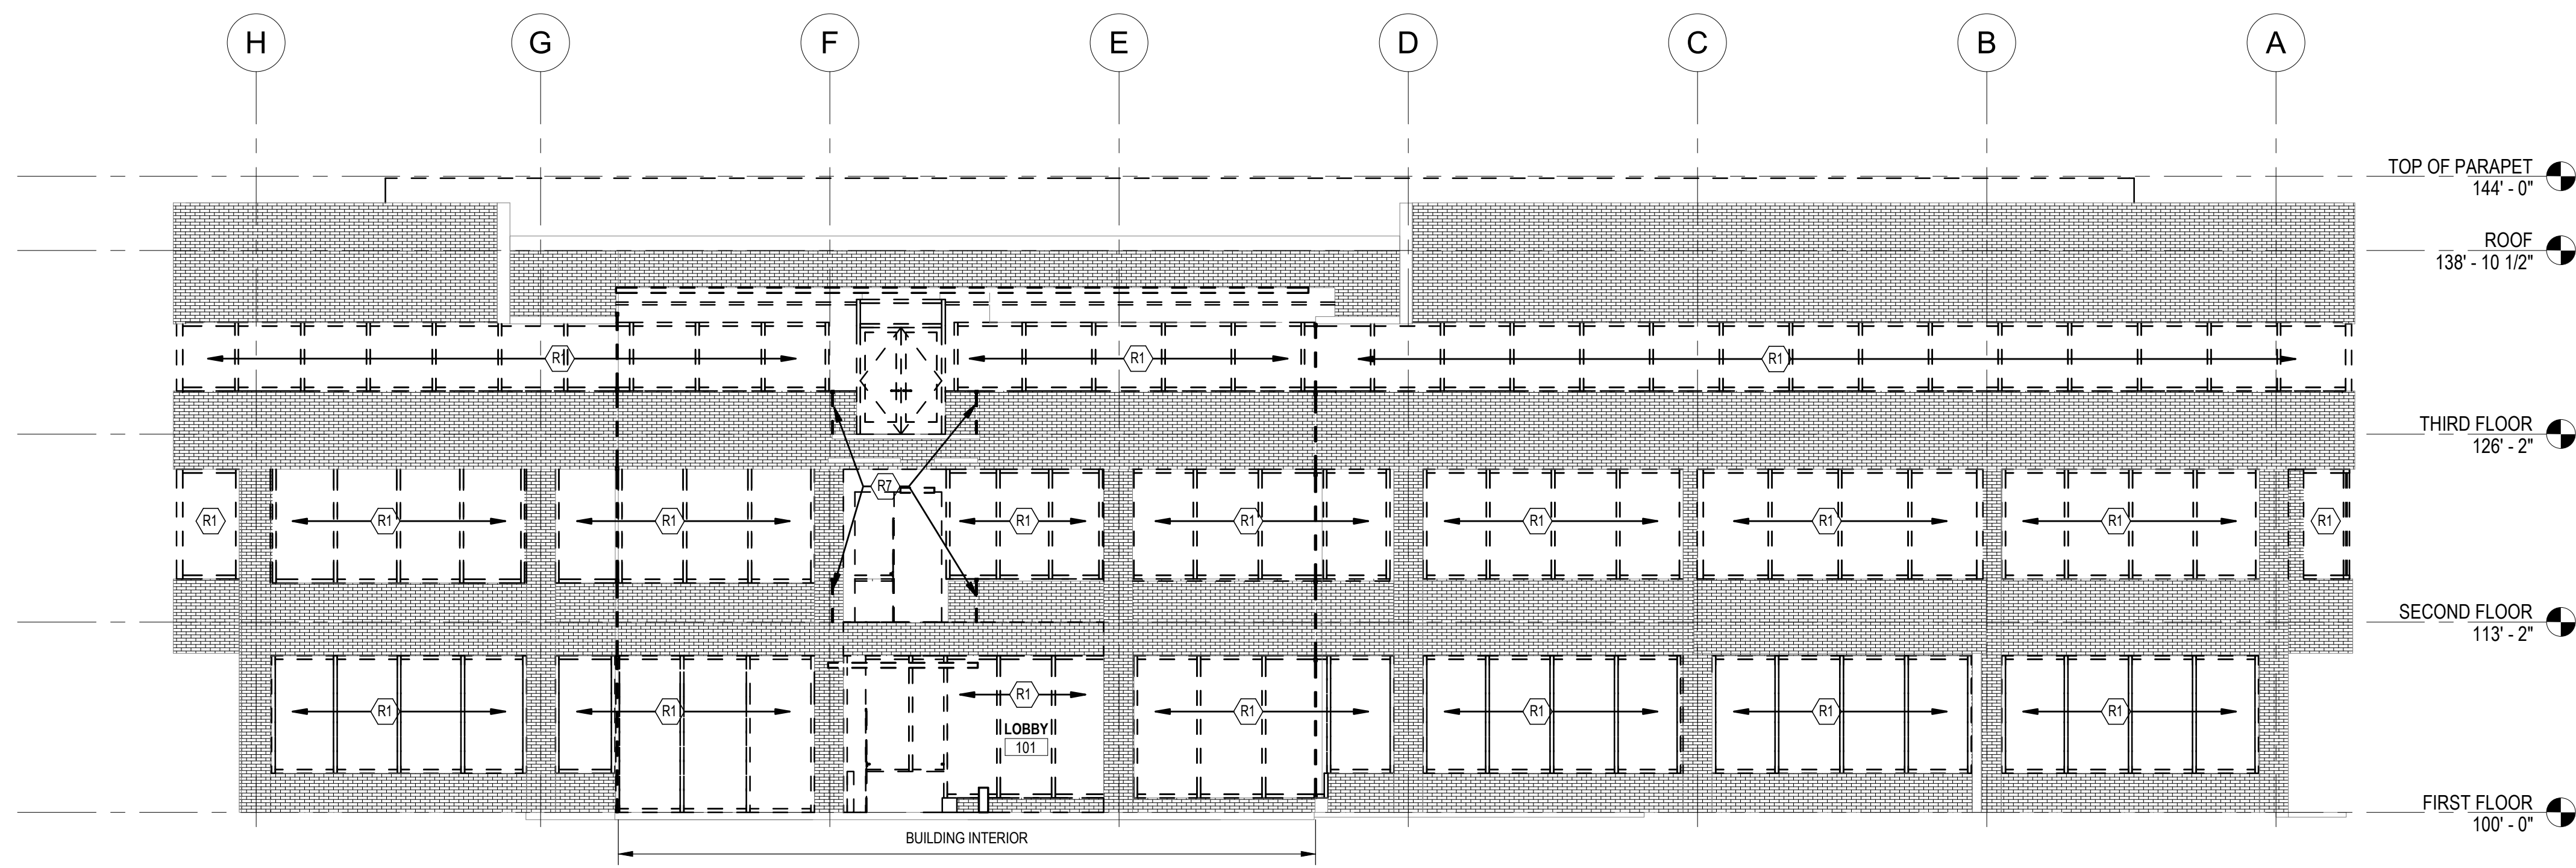 H G F E D C B A
TOP OF PARAPET
144' - 0"
ROOF
138' - 10 1/2"
R1 R1 R1
THIRD FLOOR
126' - 2"
R7
R1 R1 R1 R1 R1 R1 R1 R1 R1
SECOND FLOOR
113' - 2"
R1
R1 R1 R1 R1 R1 R1
LOBBY
101
FIRST FLOOR
100' - 0"
BUILDING INTERIOR